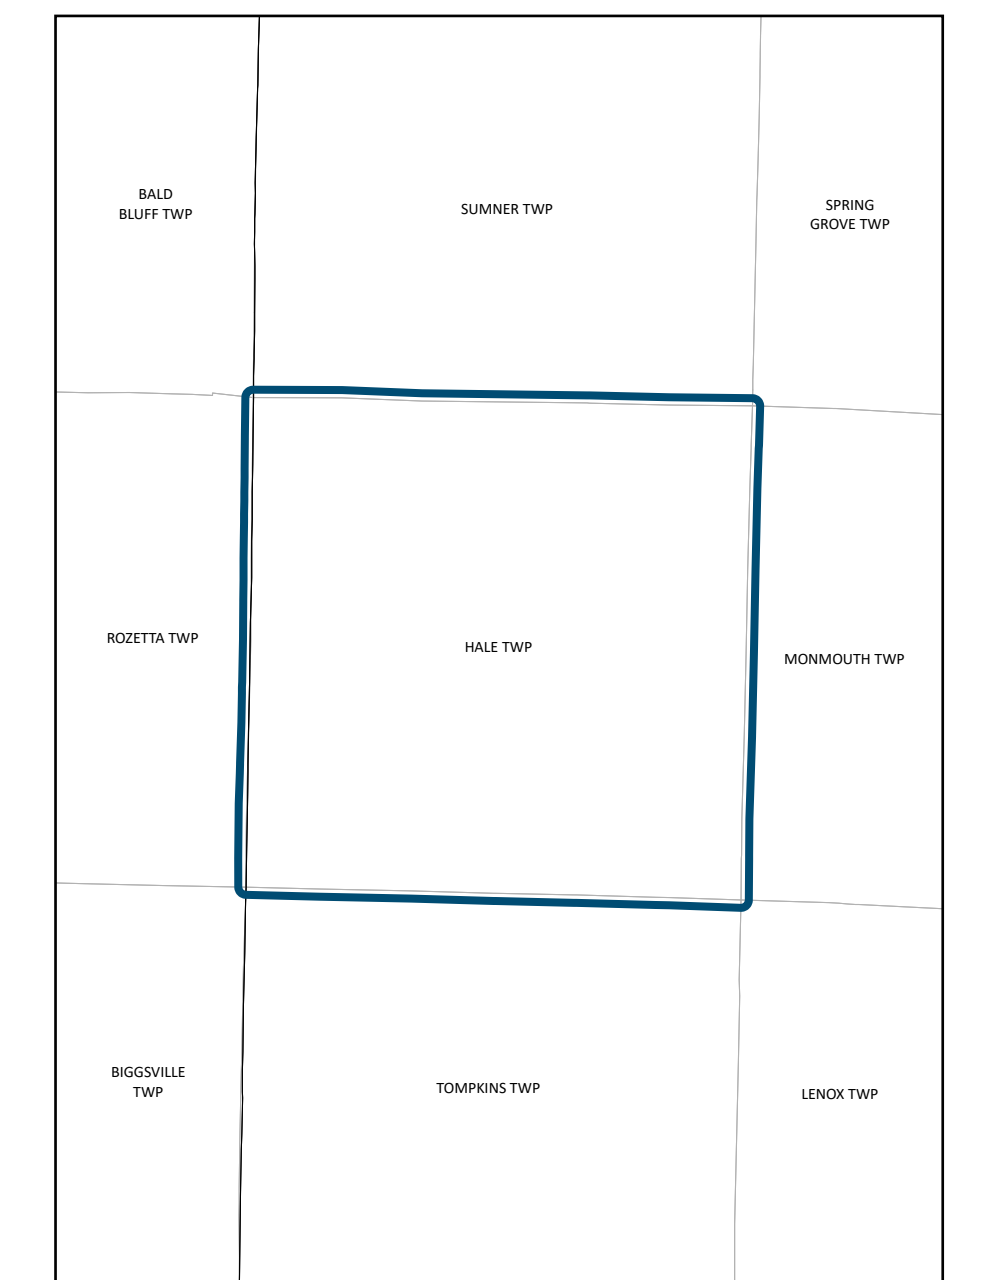 BALD
BLUFF TWP
SUMNER TWP
SPRING
GROVE TWP
ROZETTA TWP
HALE TWP
MONMOUTH TWP
BIGGSVILLE
TWP
TOMPKINS TWP
LENOX TWP